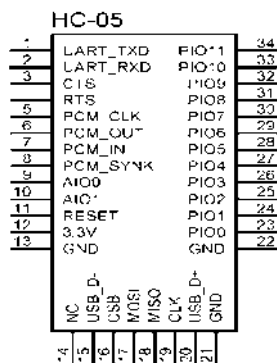 HC-05
1 UART_TXD PIO11 34
2 UART_RXD PIO10 33
3 CTS PIO9 32
RTS PIO8 31
5 PCM_CLK PIO7 30
6 PCM_OUT PIO6 29
7 PCM_IN PIO5 28
8 PCM_SYNK PIO4 27
9 AIO0 PIO3 26
10 AIO1 PIO2 25
11 RESET PIO1 24
12 3.3V PIO0 23
13 GND GND 22
14 NC
15 USB_D-
16 CSB
17 MOSI
18 MISO
19 CLK
20 USB_D+
21 GND